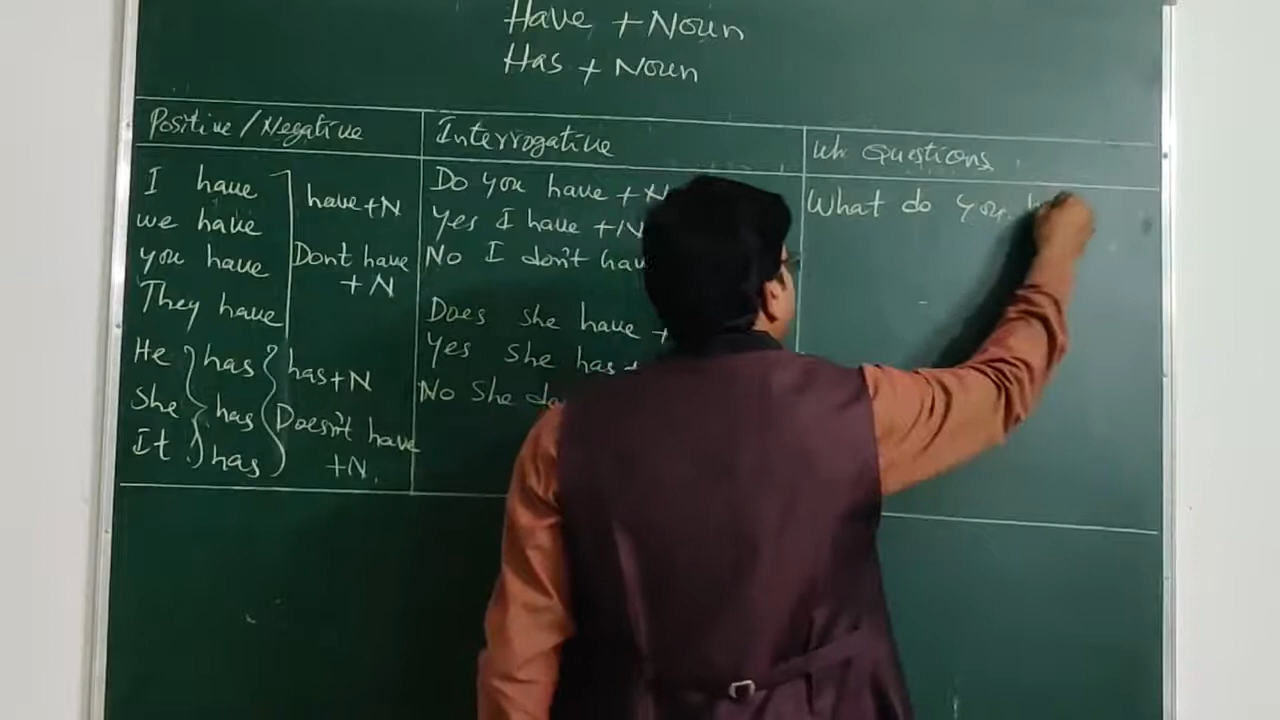 Have + Noun
Has + Noun
Positive / Negative
I have
we have
you have
They have
have + N
Dont have
+ N
He has
she has
It has
has + N
Doesn't have
+ N.
Interrogative
Do you have + N
Yes I have + N
No I don't
Does she have +
Yes she has +
No She
Wh Questions
What do you